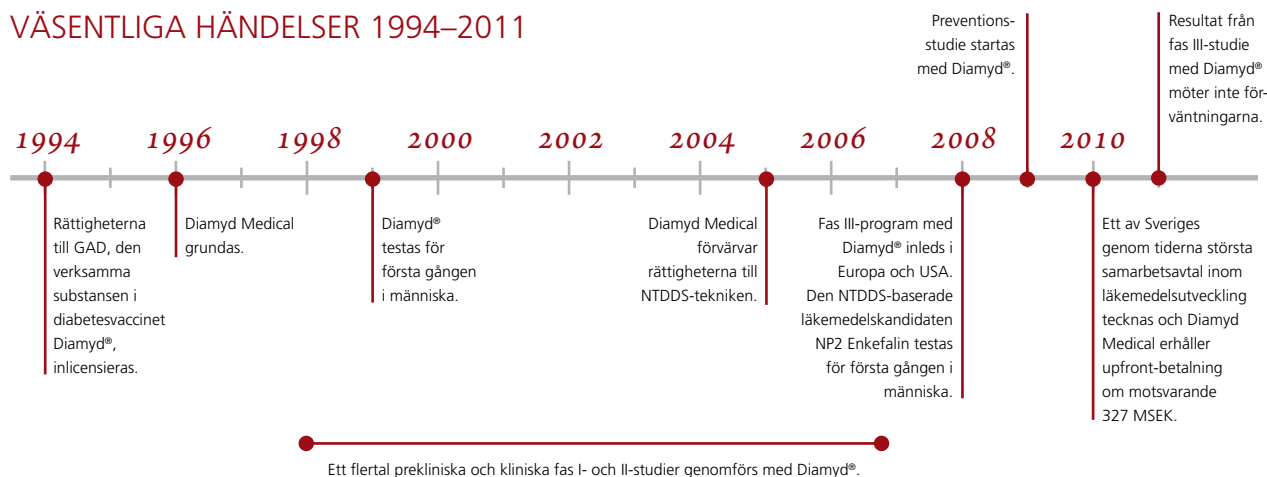 VÄSENTLIGA HÄNDELSER 1994–2011
Preventions-
studie startas
med Diamyd®.
Resultat från
fas III-studie
med Diamyd®
möter inte för-
väntningarna.
1994 1996 1998 2000 2002 2004 2006 2008 2010
Rättigheterna
till GAD, den
verksamma
substansen i
diabetesvaccinet
Diamyd®,
inlicensieras.
Diamyd Medical
grundas.
Diamyd®
testas för
första gången
i människa.
Diamyd Medical
förvärvar
rättigheterna till
NTDDS-tekniken.
Fas III-program med
Diamyd® inleds i
Europa och USA.
Den NTDDS-baserade
läkemedelskandidaten
NP2 Enkefalin testas
för första gången i
människa.
Ett av Sveriges
genom tiderna största
samarbetsavtal inom
läkemedelsutveckling
tecknas och Diamyd
Medical erhåller
upfront-betalning
om motsvarande
327 MSEK.
Ett flertal prekliniska och kliniska fas I- och II-studier genomförs med Diamyd®.